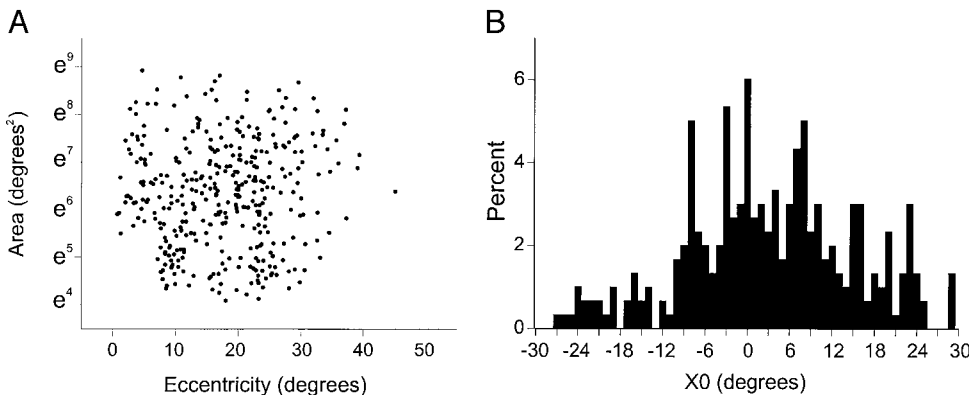 A
Area (degrees²)
e⁹
e⁸
e⁷
e⁶
e⁵
e⁴
0 10 20 30 40 50
Eccentricity (degrees)
B
Percent
6
4
2
0
-30 -24 -18 -12 -6 0 6 12 18 24 30
X0 (degrees)